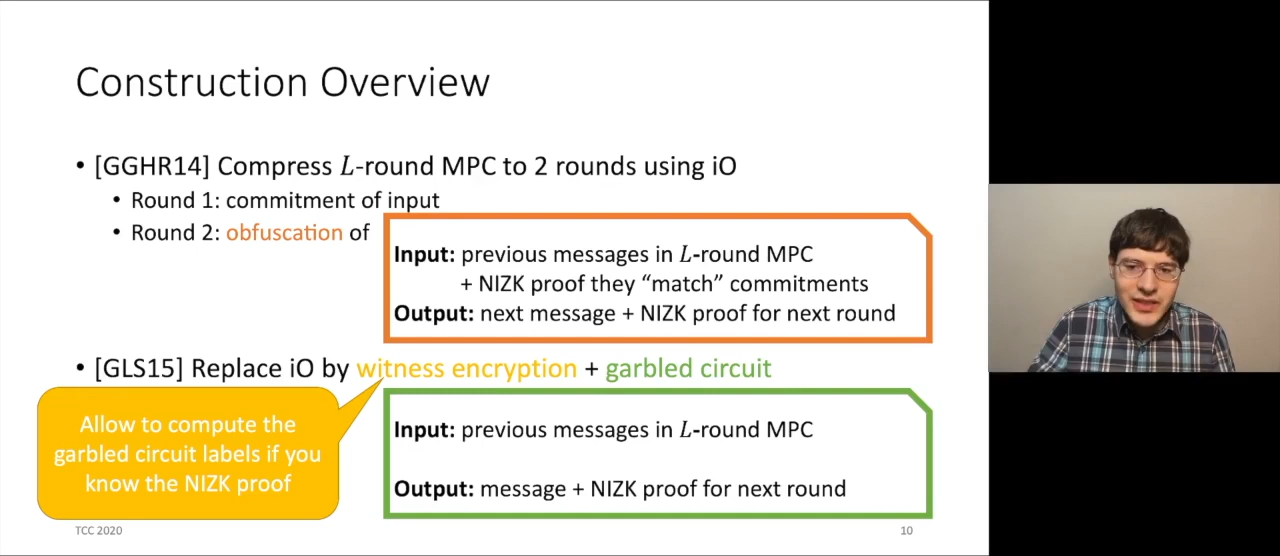 Construction Overview
• [GGHR14] Compress L-round MPC to 2 rounds using iO
• Round 1: commitment of input
• Round 2: obfuscation of
Input: previous messages in L-round MPC
+ NIZK proof they “match” commitments
Output: next message + NIZK proof for next round
• [GLS15] Replace iO by witness encryption + garbled circuit
Allow to compute the
garbled circuit labels if you
know the NIZK proof
Input: previous messages in L-round MPC
Output: message + NIZK proof for next round
TCC 2020
10